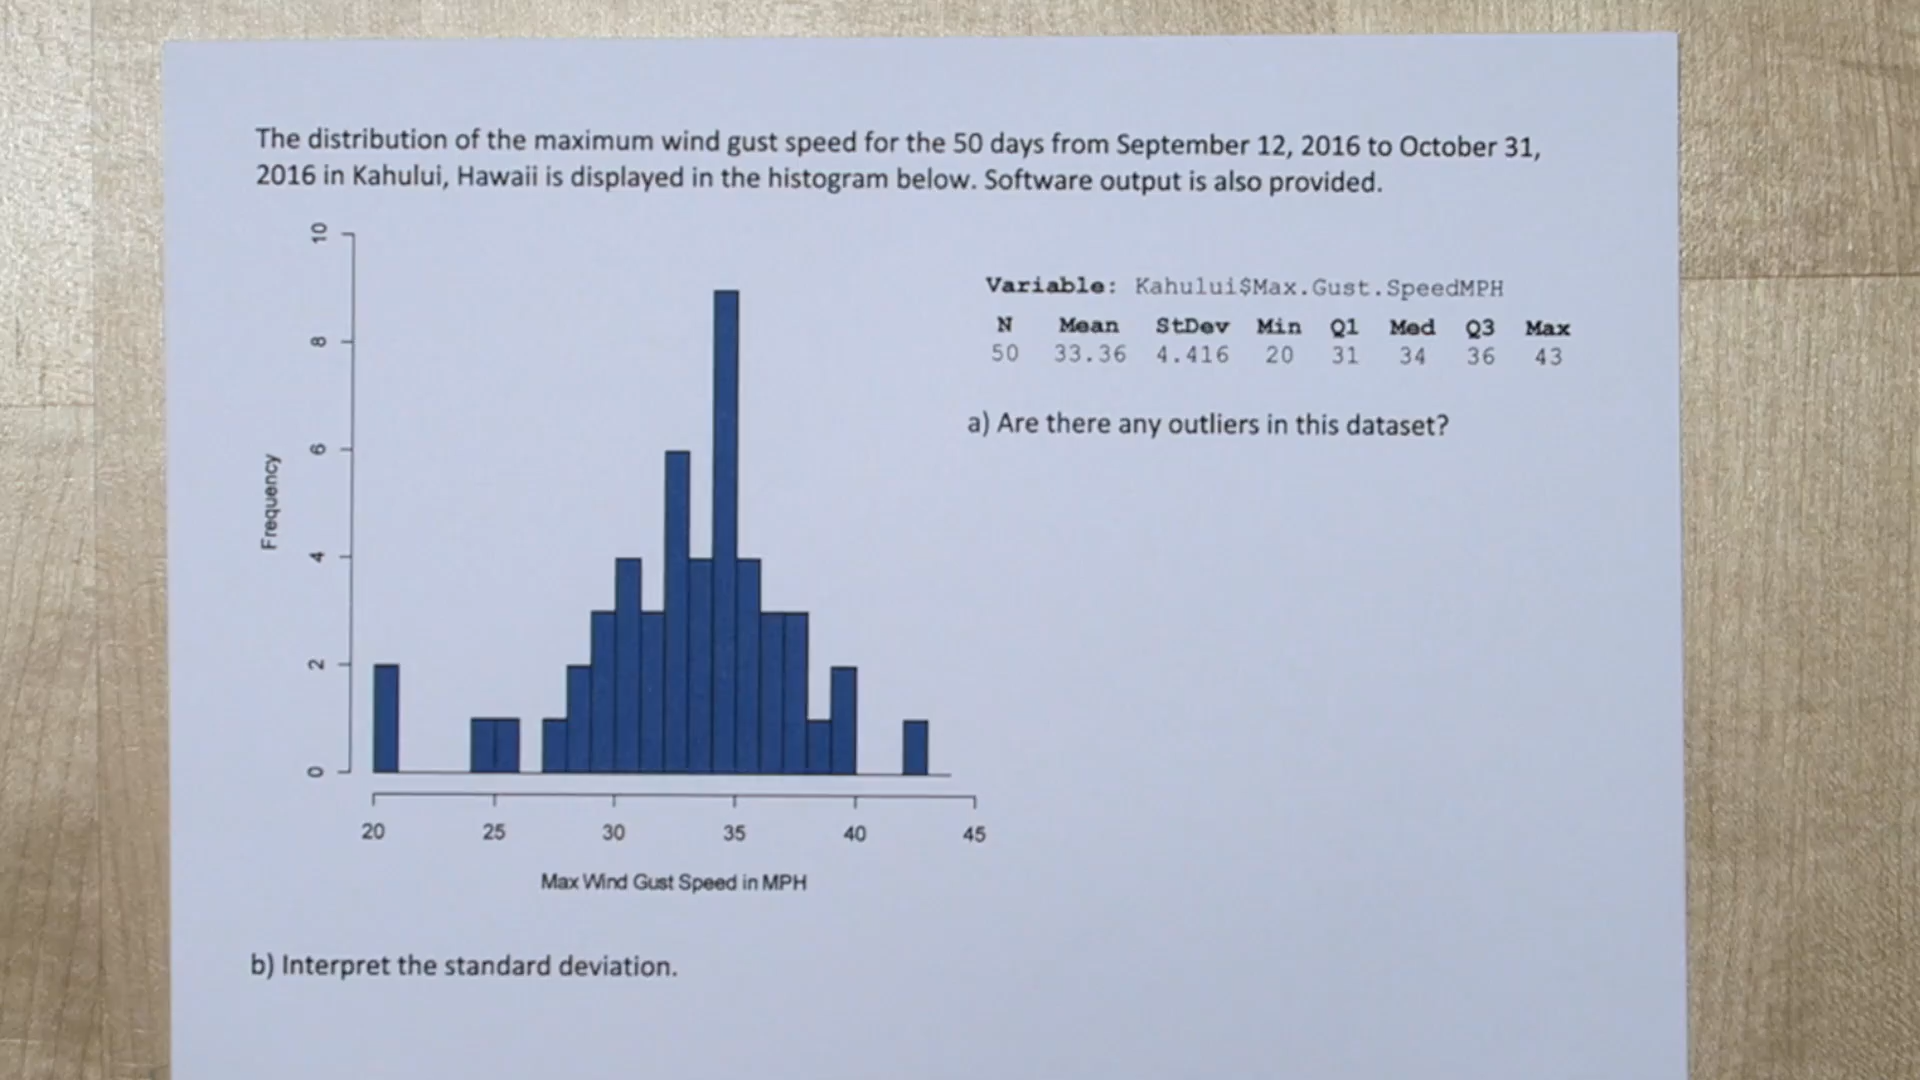 The distribution of the maximum wind gust speed for the 50 days from September 12, 2016 to October 31,
2016 in Kahului, Hawaii is displayed in the histogram below. Software output is also provided.
10
8
6
4
2
0
Frequency
20 25 30 35 40 45
Max Wind Gust Speed in MPH
Variable: Kahului$Max.Gust.SpeedMPH
N Mean StDev Min Q1 Med Q3 Max
50 33.36 4.416 20 31 34 36 43
a) Are there any outliers in this dataset?
b) Interpret the standard deviation.